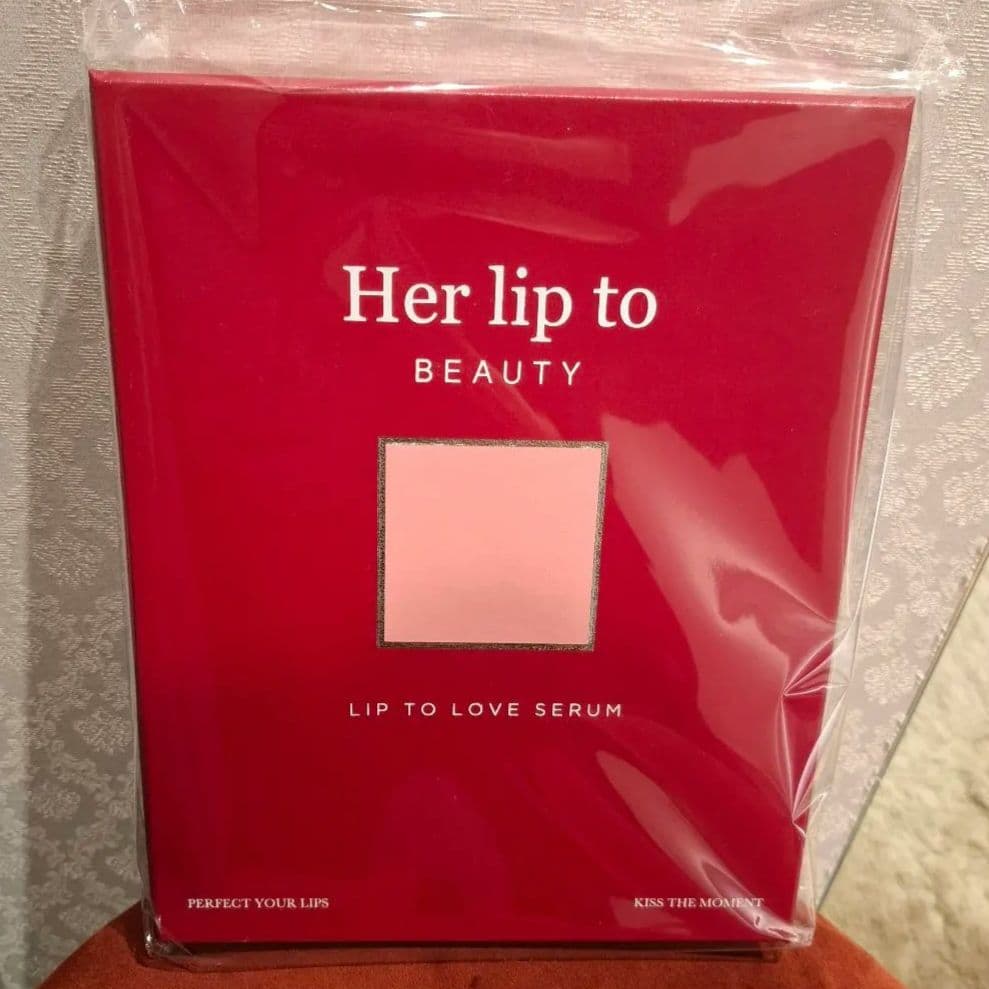 Her lip to
BEAUTY
LIP TO LOVE SERUM
PERFECT YOUR LIPS
KISS THE MOMENT